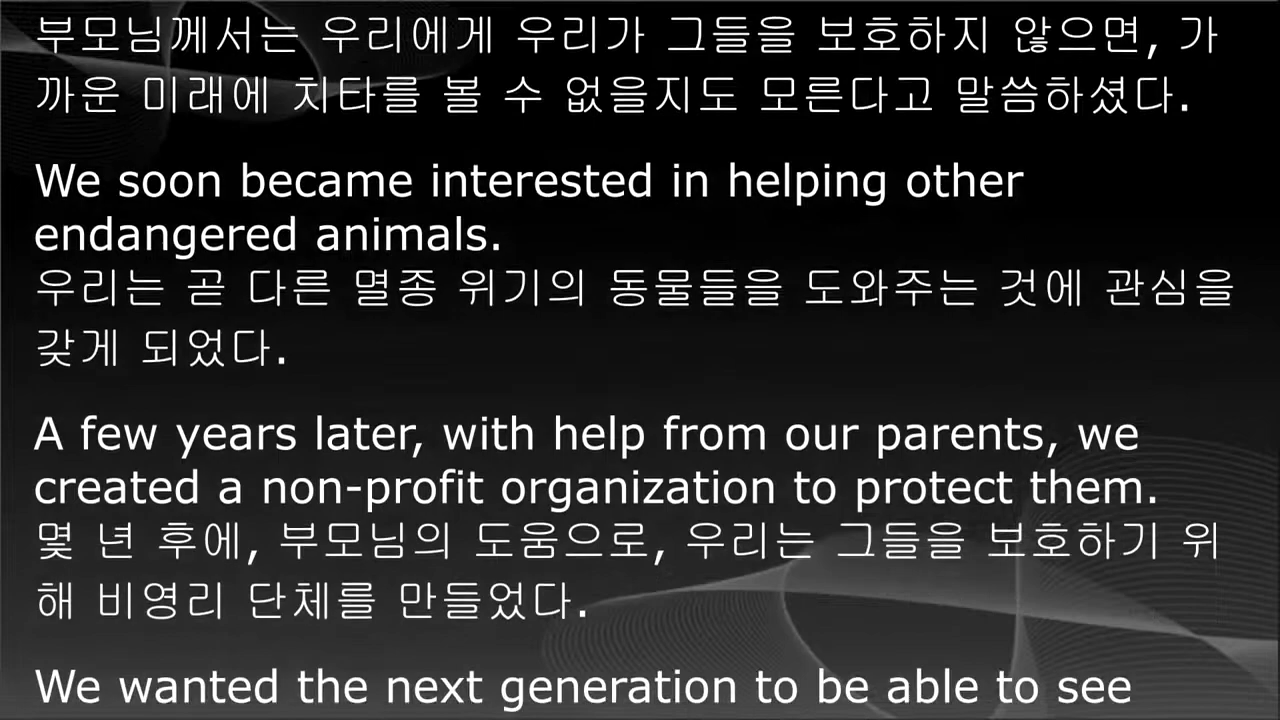 부모님께서는 우리에게 우리가 그들을 보호하지 않으면, 가
까운 미래에 치타를 볼 수 없을지도 모른다고 말씀하셨다.
We soon became interested in helping other
endangered animals.
우리는 곧 다른 멸종 위기의 동물들을 도와주는 것에 관심을
갖게 되었다.
A few years later, with help from our parents, we
created a non-profit organization to protect them.
몇 년 후에, 부모님의 도움으로, 우리는 그들을 보호하기 위
해 비영리 단체를 만들었다.
We wanted the next generation to be able to see